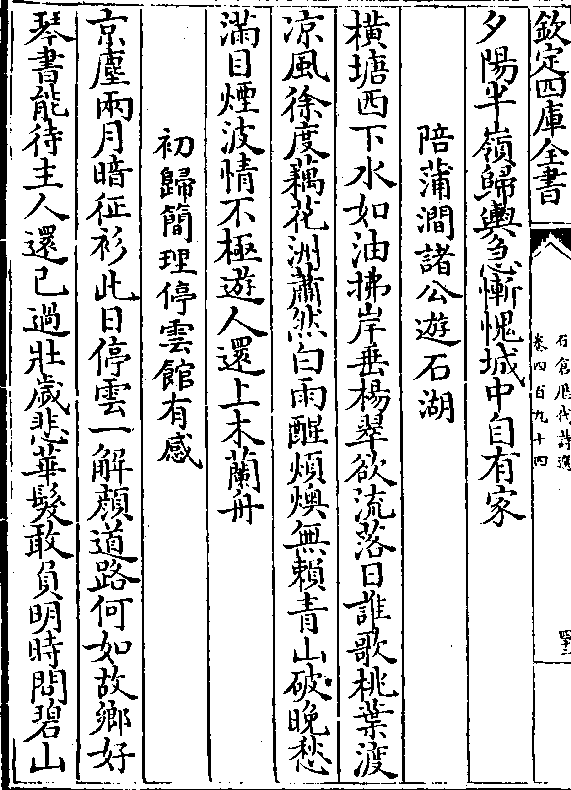 欽定四庫全書
石倉歷代詩選
卷四百九十四
四十三
夕陽半嶺歸輿急慚愧城中自有家
陪蒲澗諸公遊石湖
橫塘西下水如油拂岸垂楊翠欲流落日誰歌桃葉渡
凉風徐度藕花洲蕭然白雨醒煩燠無賴青山破晚愁
滿目煙波情不極遊人還上木蘭舟
初歸簡理停雲館有感
京塵兩月暗征衫此日停雲一解顔道路何如故鄉好
琴書能待主人還已過壯歲悲華髮敢負明時問碧山